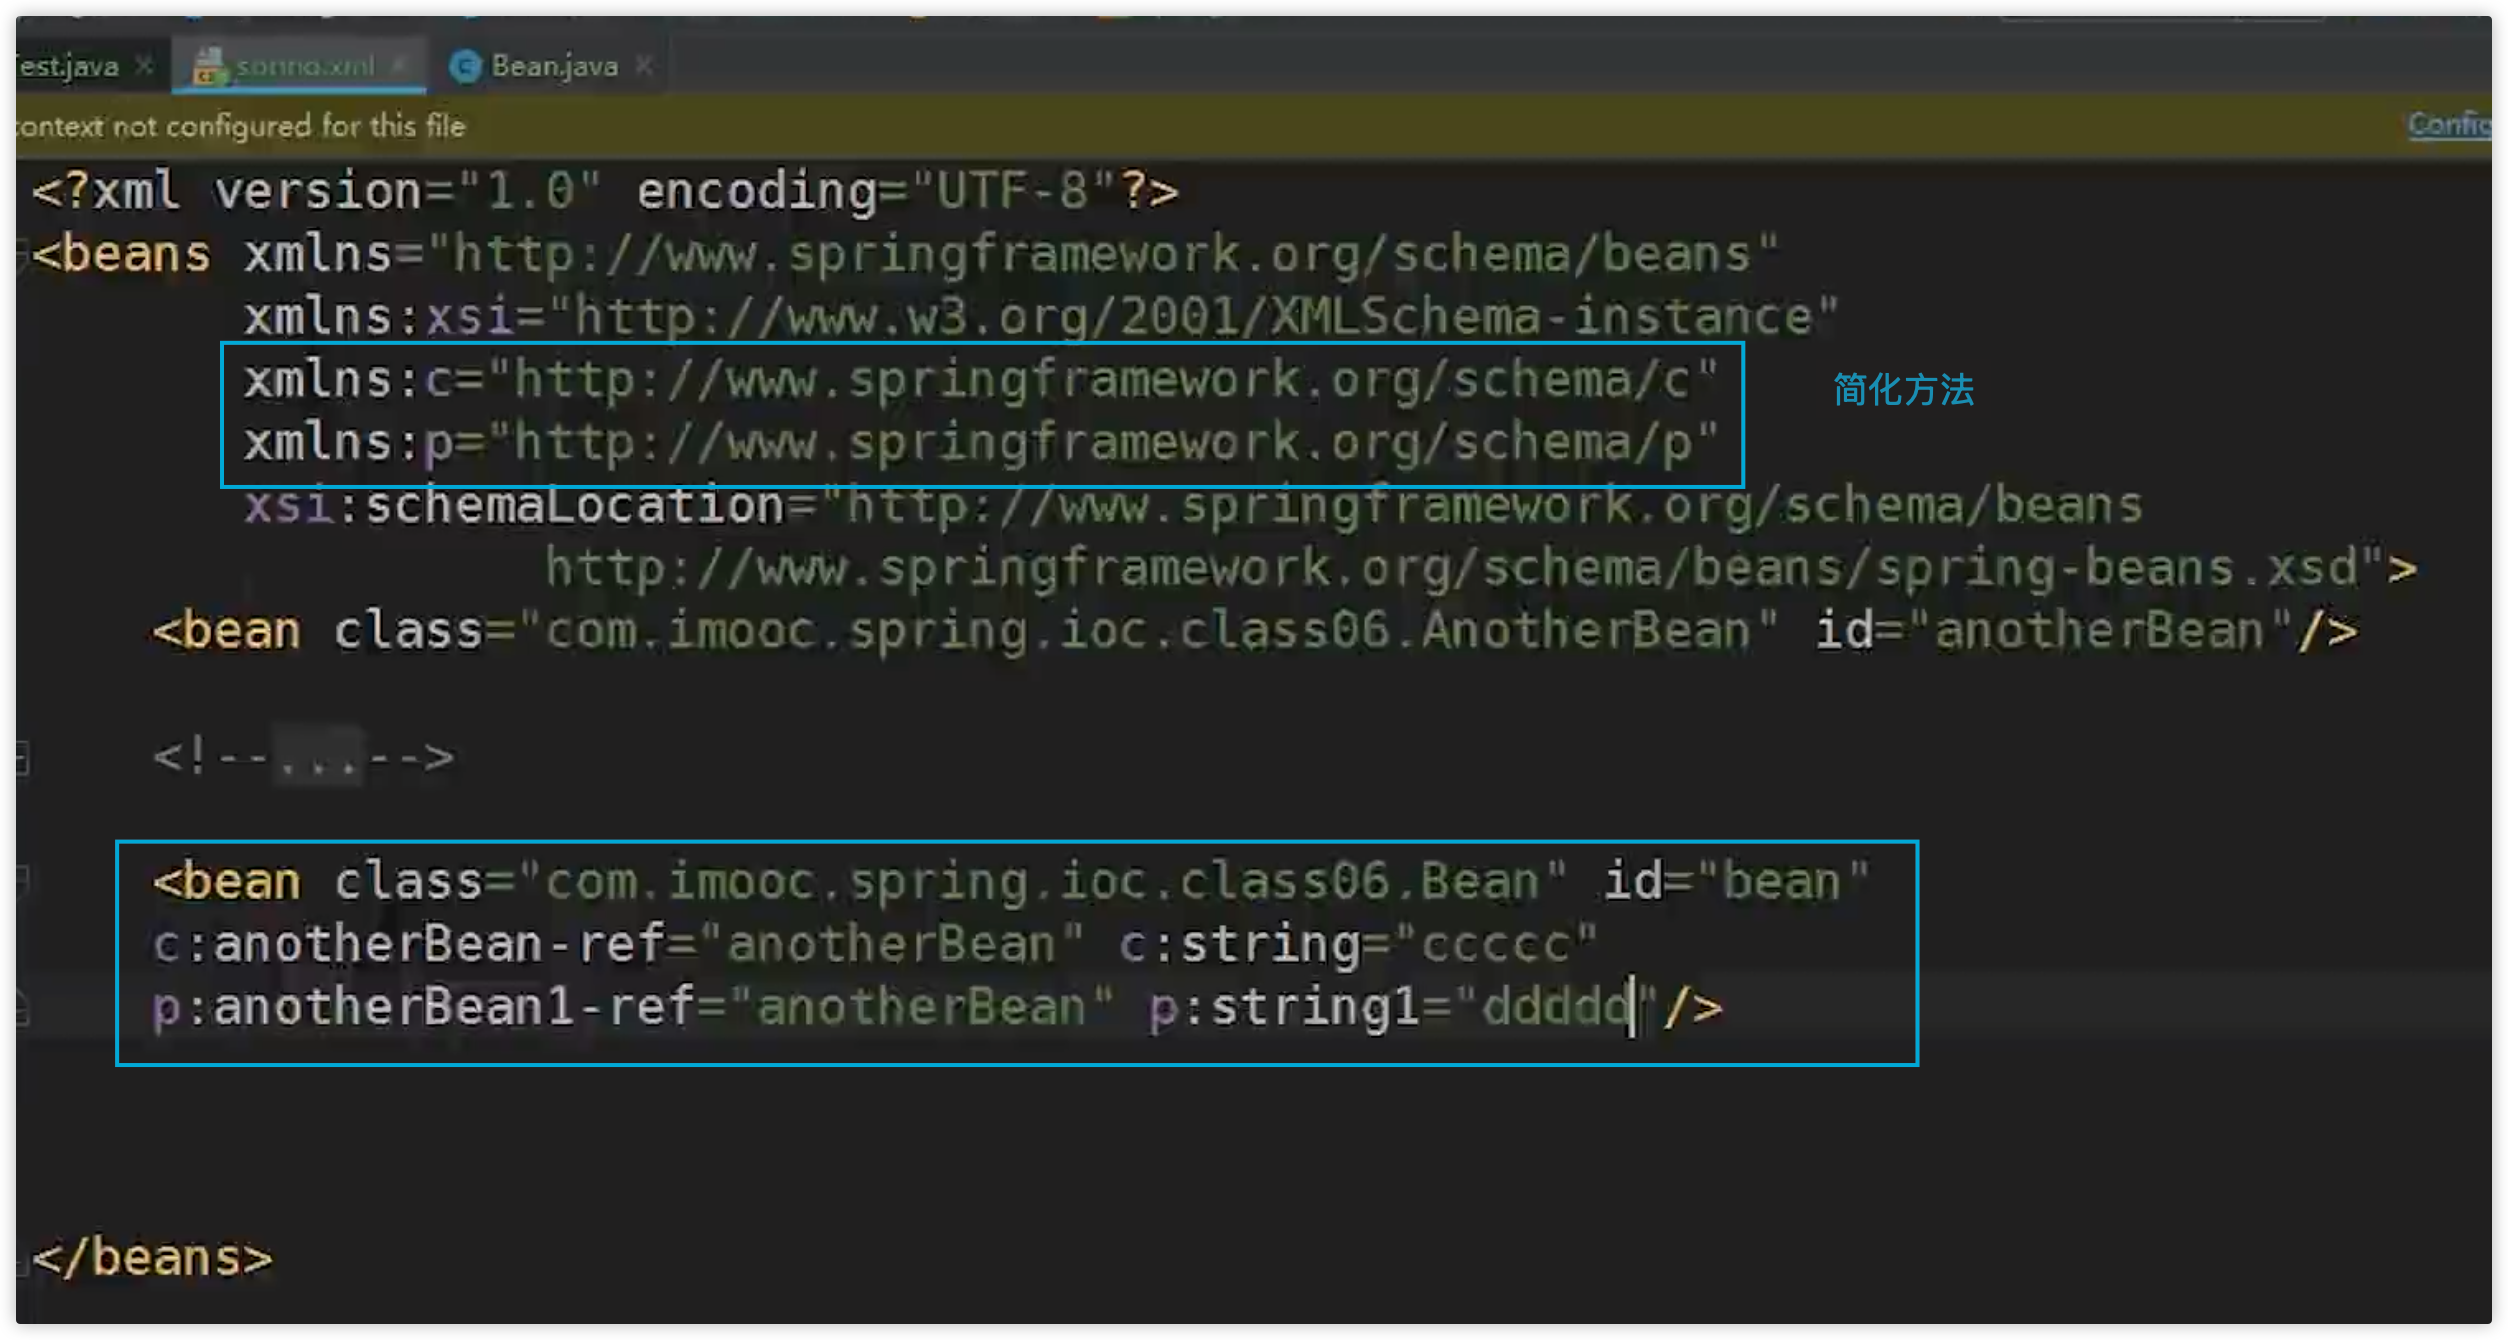 est.java
spring.xml
Bean.java
context not configured for this file
Config
<?xml version="1.0" encoding="UTF-8"?>
<beans xmlns="http://www.springframework.org/schema/beans"
xmlns:xsi="http://www.w3.org/2001/XMLSchema-instance"
xmlns:c="http://www.springframework.org/schema/c"
简化方法
xmlns:p="http://www.springframework.org/schema/p"
xsi:schemaLocation="http://www.springframework.org/schema/beans
http://www.springframework.org/schema/beans/spring-beans.xsd">
<bean class="com.imooc.spring.ioc.class06.AnotherBean" id="anotherBean"/>
<!--...-->
<bean class="com.imooc.spring.ioc.class06.Bean" id="bean"
c:anotherBean-ref="anotherBean" c:string="ccccc"
p:anotherBean1-ref="anotherBean" p:string1="ddddd"/>
</beans>